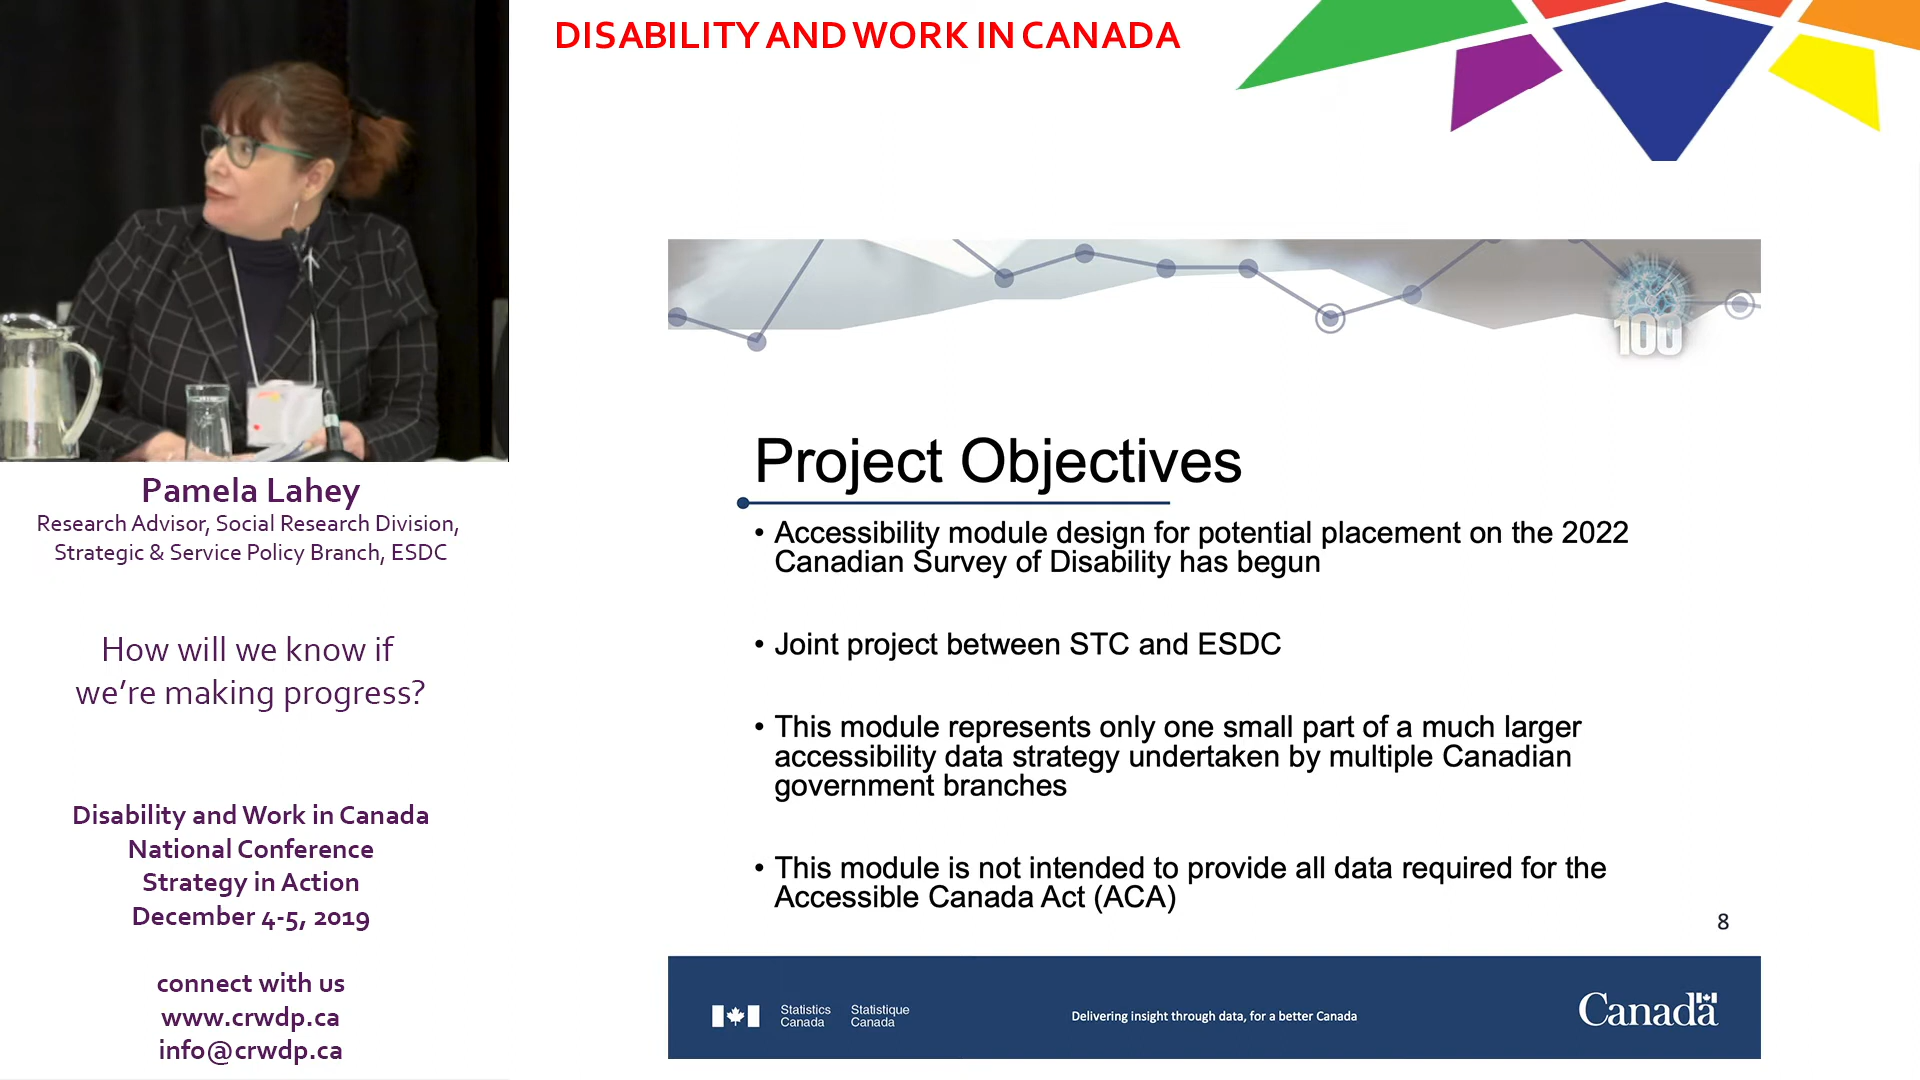 DISABILITY AND WORK IN CANADA
100
Pamela Lahey
Research Advisor, Social Research Division,
Strategic & Service Policy Branch, ESDC
How will we know if
we're making progress?
Disability and Work in Canada
National Conference
Strategy in Action
December 4-5, 2019
connect with us
www.crwdp.ca
info@crwdp.ca
Project Objectives
• Accessibility module design for potential placement on the 2022
Canadian Survey of Disability has begun
• Joint project between STC and ESDC
• This module represents only one small part of a much larger
accessibility data strategy undertaken by multiple Canadian
government branches
• This module is not intended to provide all data required for the
Accessible Canada Act (ACA)
8
Statistics Canada
Statistique Canada
Delivering insight through data, for a better Canada
Canada